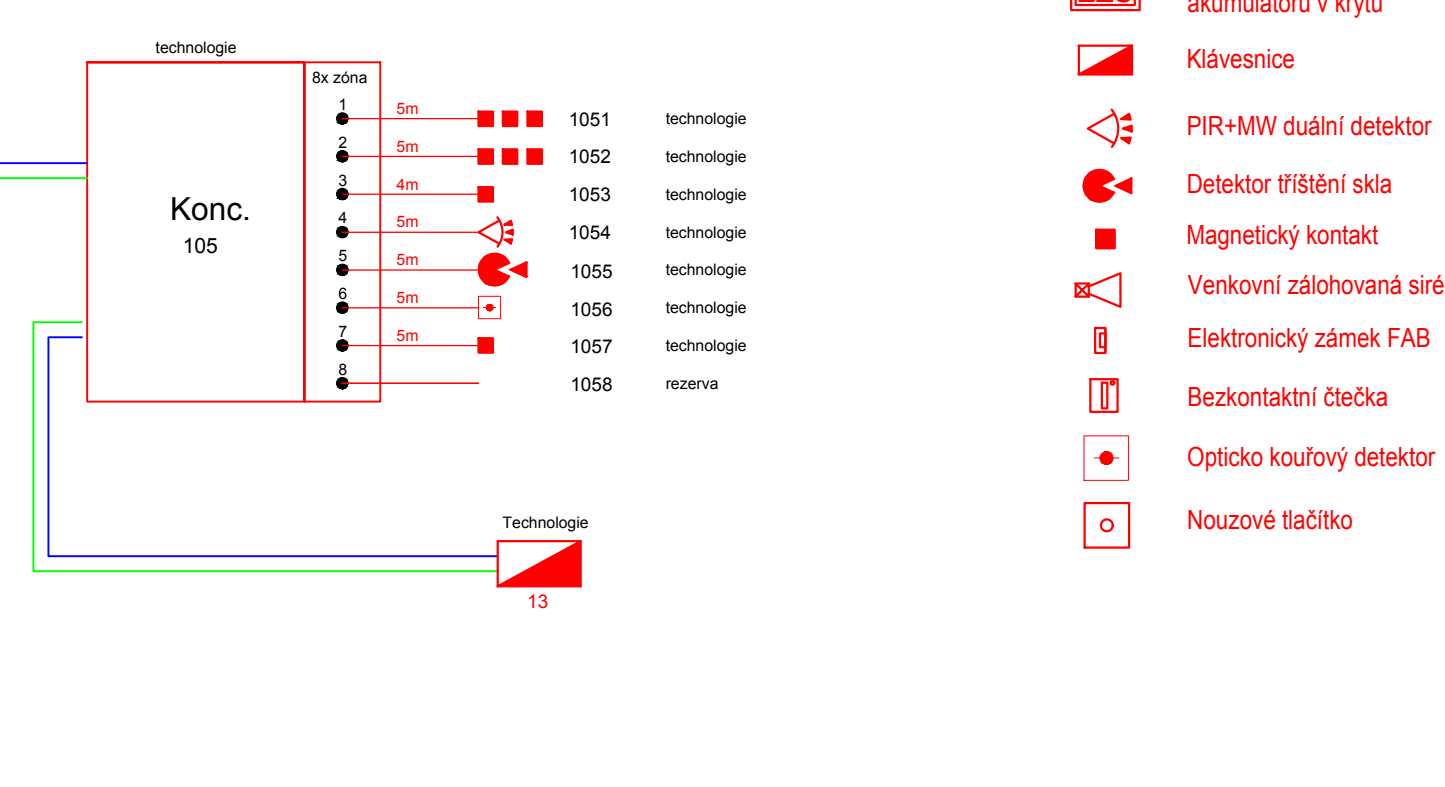 technologie
8x zóna
Konc.
105
1 5m 1051 technologie
2 5m 1052 technologie
3 4m 1053 technologie
4 5m 1054 technologie
5 5m 1055 technologie
6 5m 1056 technologie
7 5m 1057 technologie
8 1058 rezerva
Technologie
13
akumulátoru v krytu
Klávesnice
PIR+MW duální detektor
Detektor tříštění skla
Magnetický kontakt
Venkovní zálohovaná siré
Elektronický zámek FAB
Bezkontaktní čtečka
Opticko kouřový detektor
Nouzové tlačítko